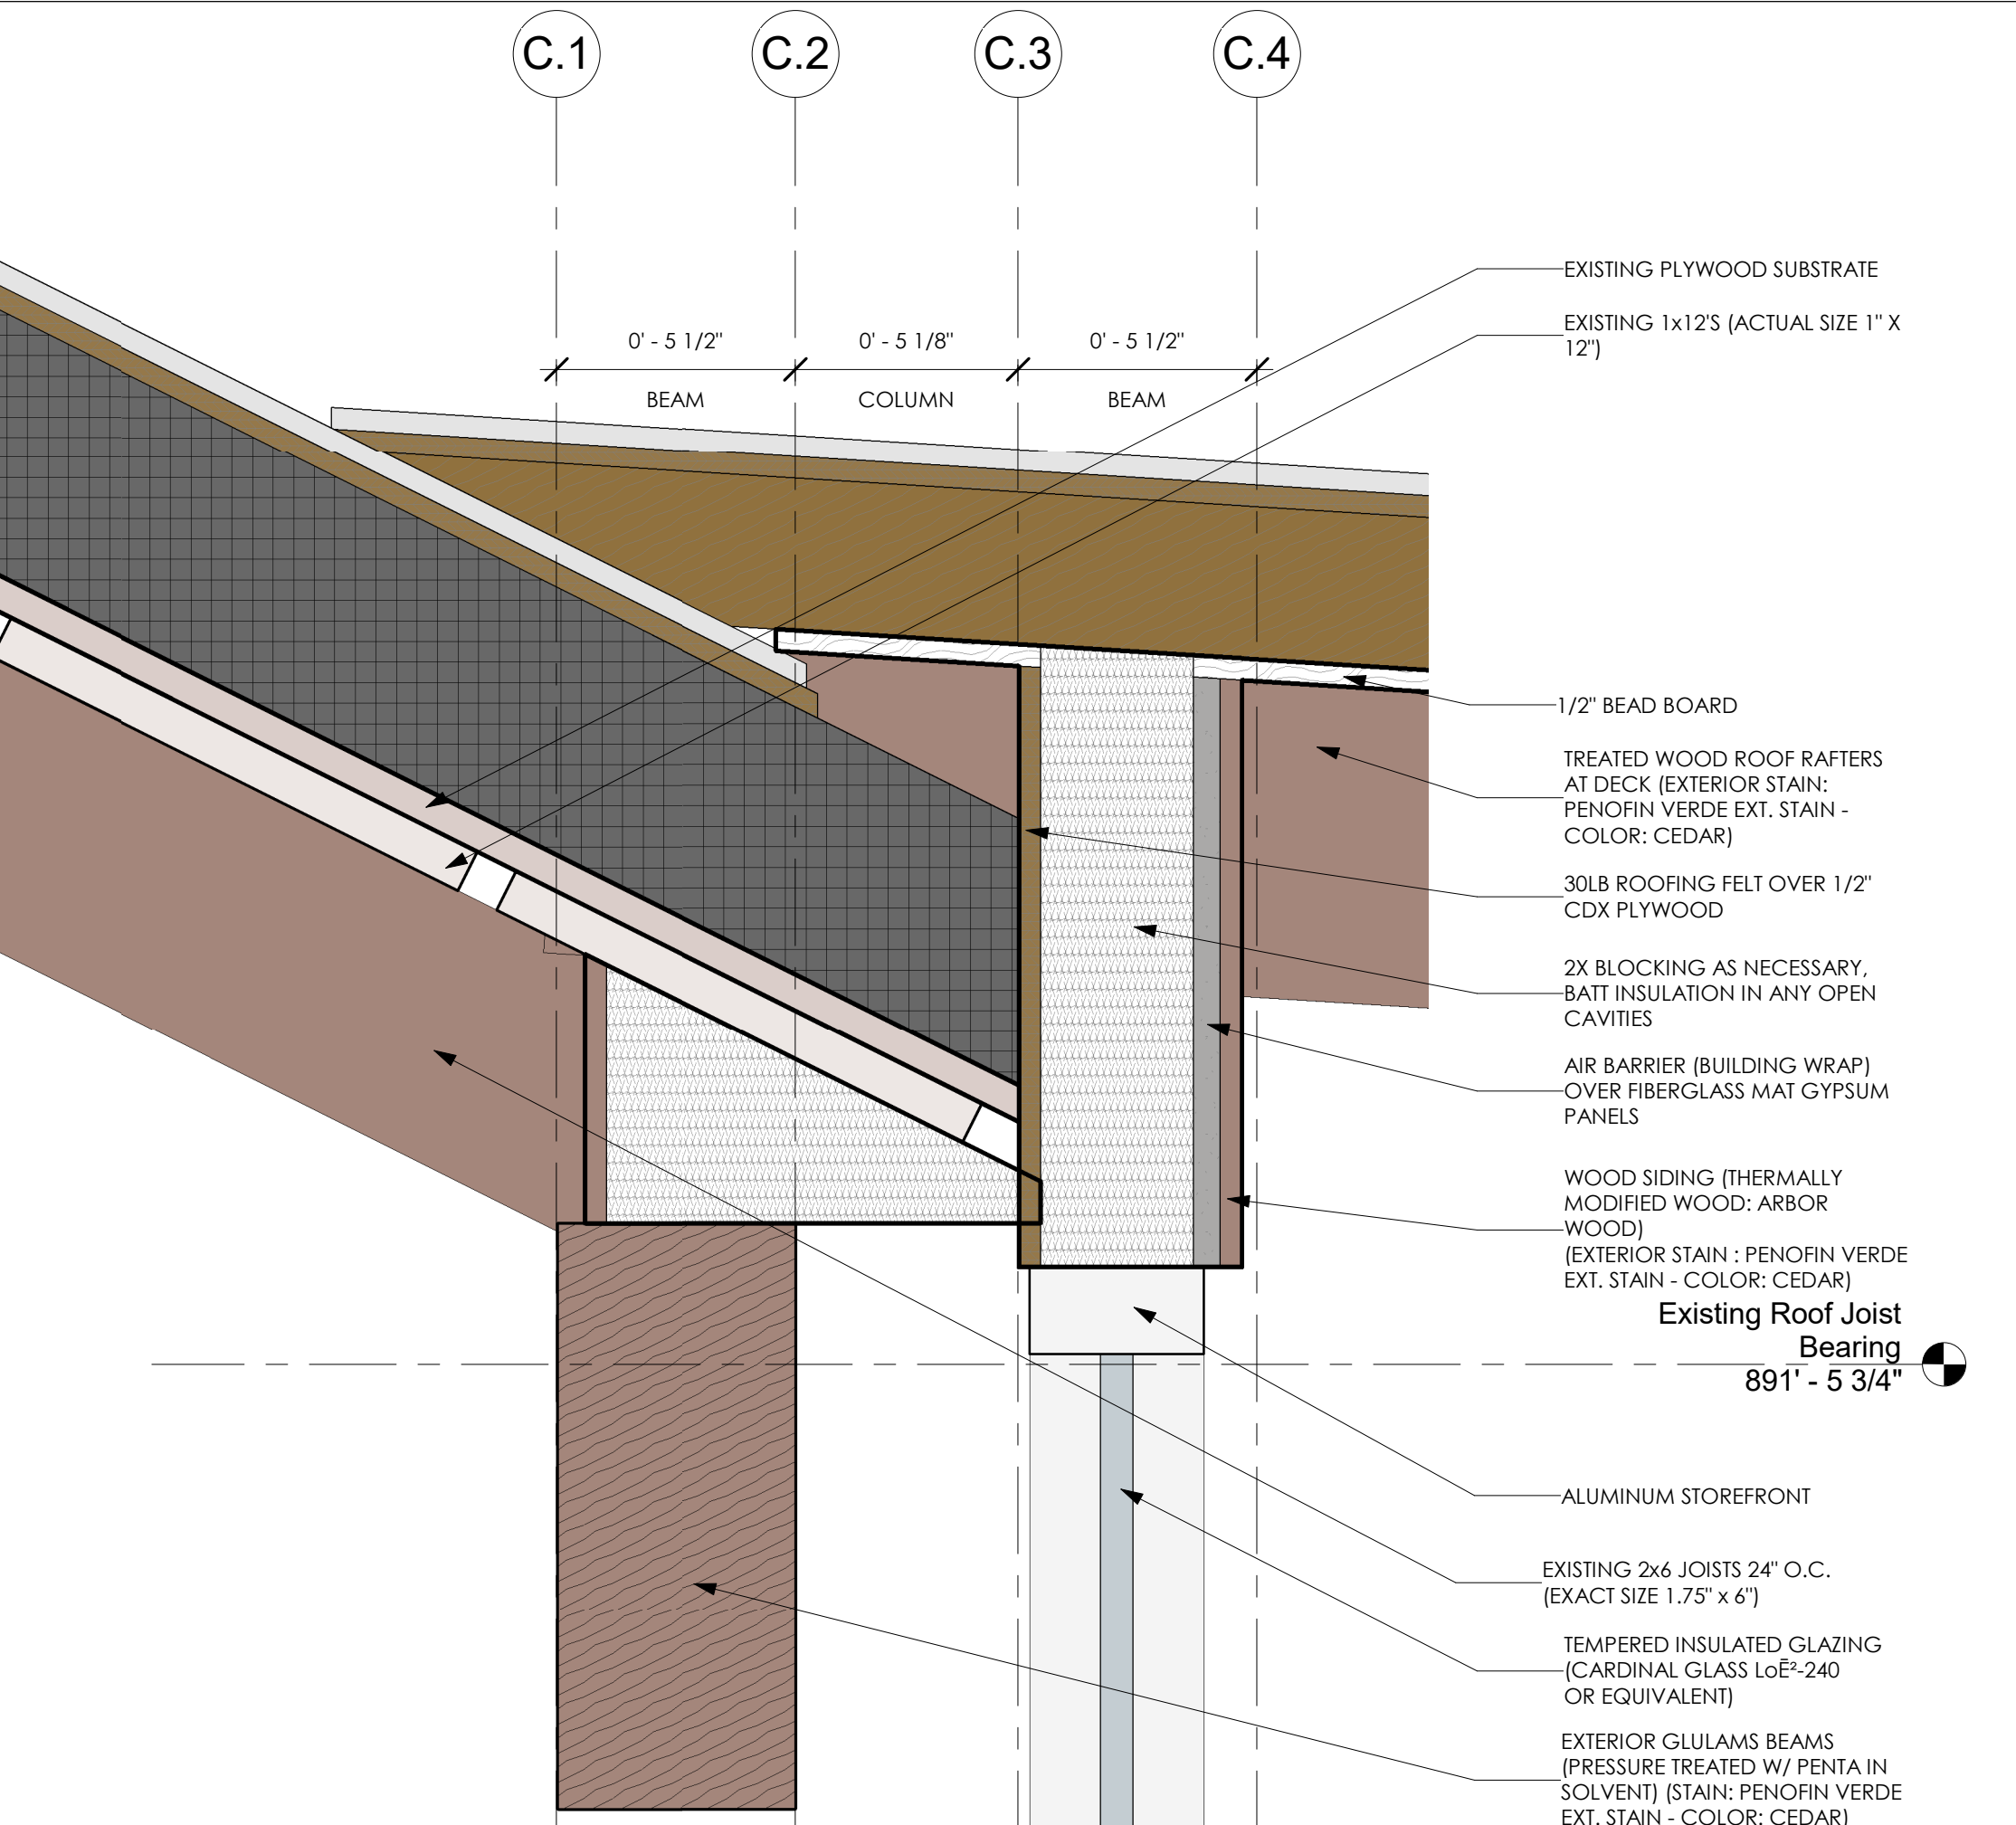 C.1
C.2
C.3
C.4
0' - 5 1/2"
0' - 5 1/8"
0' - 5 1/2"
BEAM
COLUMN
BEAM
EXISTING PLYWOOD SUBSTRATE
EXISTING 1x12'S (ACTUAL SIZE 1" X
12")
1/2" BEAD BOARD
TREATED WOOD ROOF RAFTERS
AT DECK (EXTERIOR STAIN:
PENOFIN VERDE EXT. STAIN -
COLOR: CEDAR)
30LB ROOFING FELT OVER 1/2"
CDX PLYWOOD
2X BLOCKING AS NECESSARY,
BATT INSULATION IN ANY OPEN
CAVITIES
AIR BARRIER (BUILDING WRAP)
OVER FIBERGLASS MAT GYPSUM
PANELS
WOOD SIDING (THERMALLY
MODIFIED WOOD: ARBOR
WOOD)
(EXTERIOR STAIN : PENOFIN VERDE
EXT. STAIN - COLOR: CEDAR)
Existing Roof Joist
Bearing
891' - 5 3/4"
ALUMINUM STOREFRONT
EXISTING 2x6 JOISTS 24" O.C.
(EXACT SIZE 1.75" x 6")
TEMPERED INSULATED GLAZING
(CARDINAL GLASS LoĒ²-240
OR EQUIVALENT)
EXTERIOR GLULAMS BEAMS
(PRESSURE TREATED W/ PENTA IN
SOLVENT) (STAIN: PENOFIN VERDE
EXT. STAIN - COLOR: CEDAR)